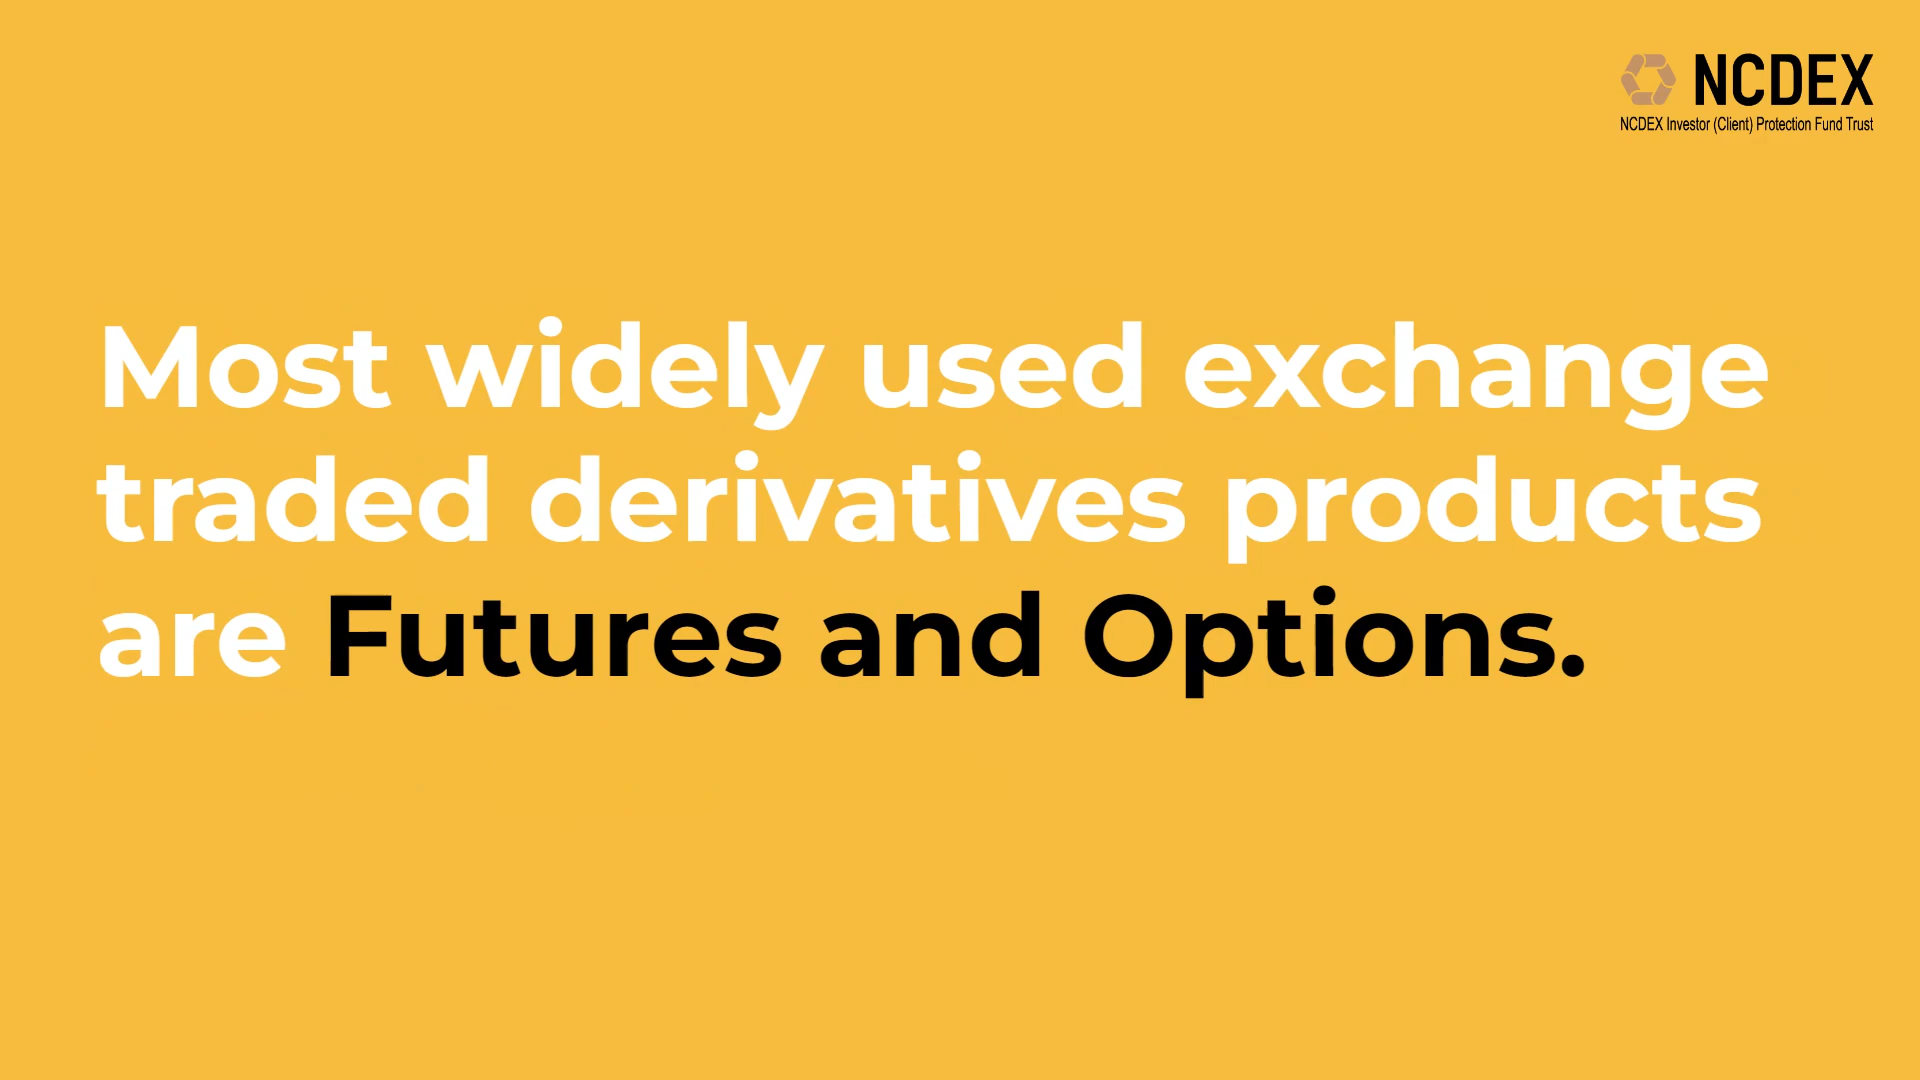 NCDEX
NCDEX Investor (Client) Protection Fund Trust
Most widely used exchange
traded derivatives products
are Futures and Options.